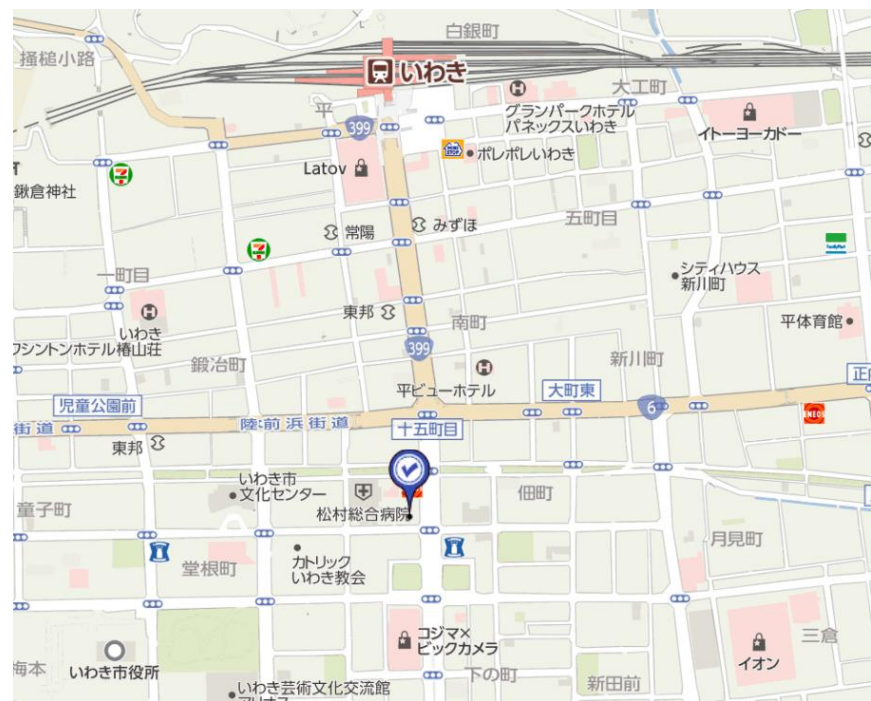 白銀町
掻槌小路
いわき
大工町
グランパークホテル
パネックスいわき
イトーヨーカドー
平
399
Latov
ポレポレいわき
鍬倉神社
五町目
みずほ
常陽
一町目
シティハウス
新川町
東邦
南町
平体育館
いわき
ワシントンホテル椿山荘
399
鍛冶町
新川町
平ビューホテル
大町東
児童公園前
6
ENEOS
街道
陸前浜街道
十五町目
東邦
いわき市
文化センター
佃町
童子町
松村総合病院
月見町
堂根町
カトリック
いわき教会
コジマ×
ビックカメラ
三倉
梅本
いわき市役所
下の町
イオン
新田前
いわき芸術文化交流館